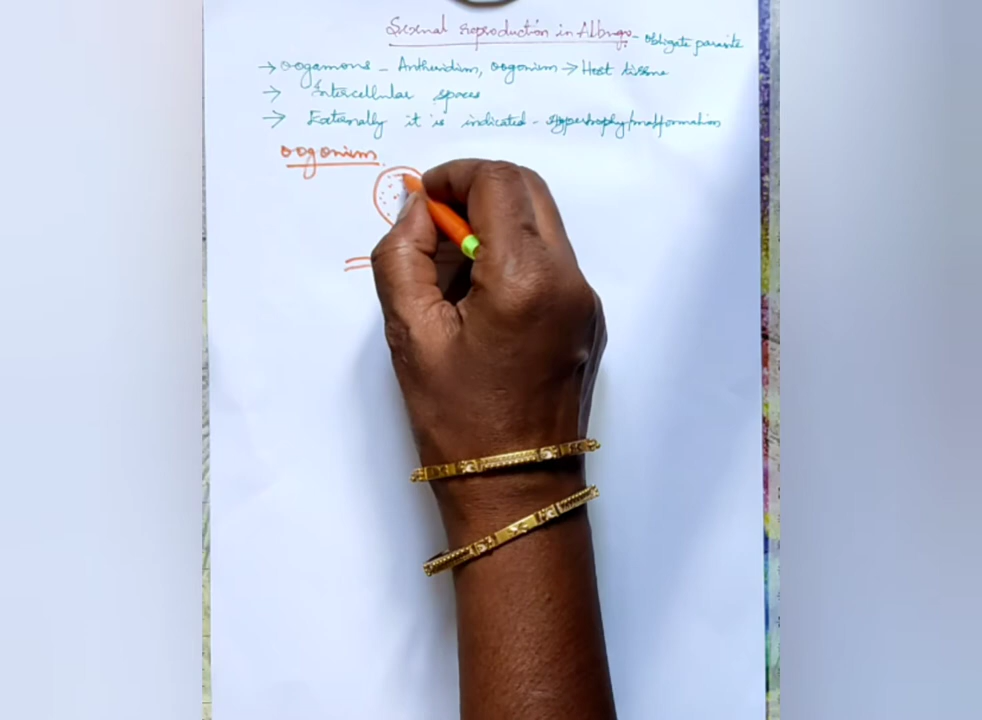 Sexual reproduction in Albugo - obligate parasite
→ oogamous - Antheridium, oogonium → Host tissue
→ Intercellular spaces
→ Externally it is indicated - Hypertrophy/malformation
oogonium